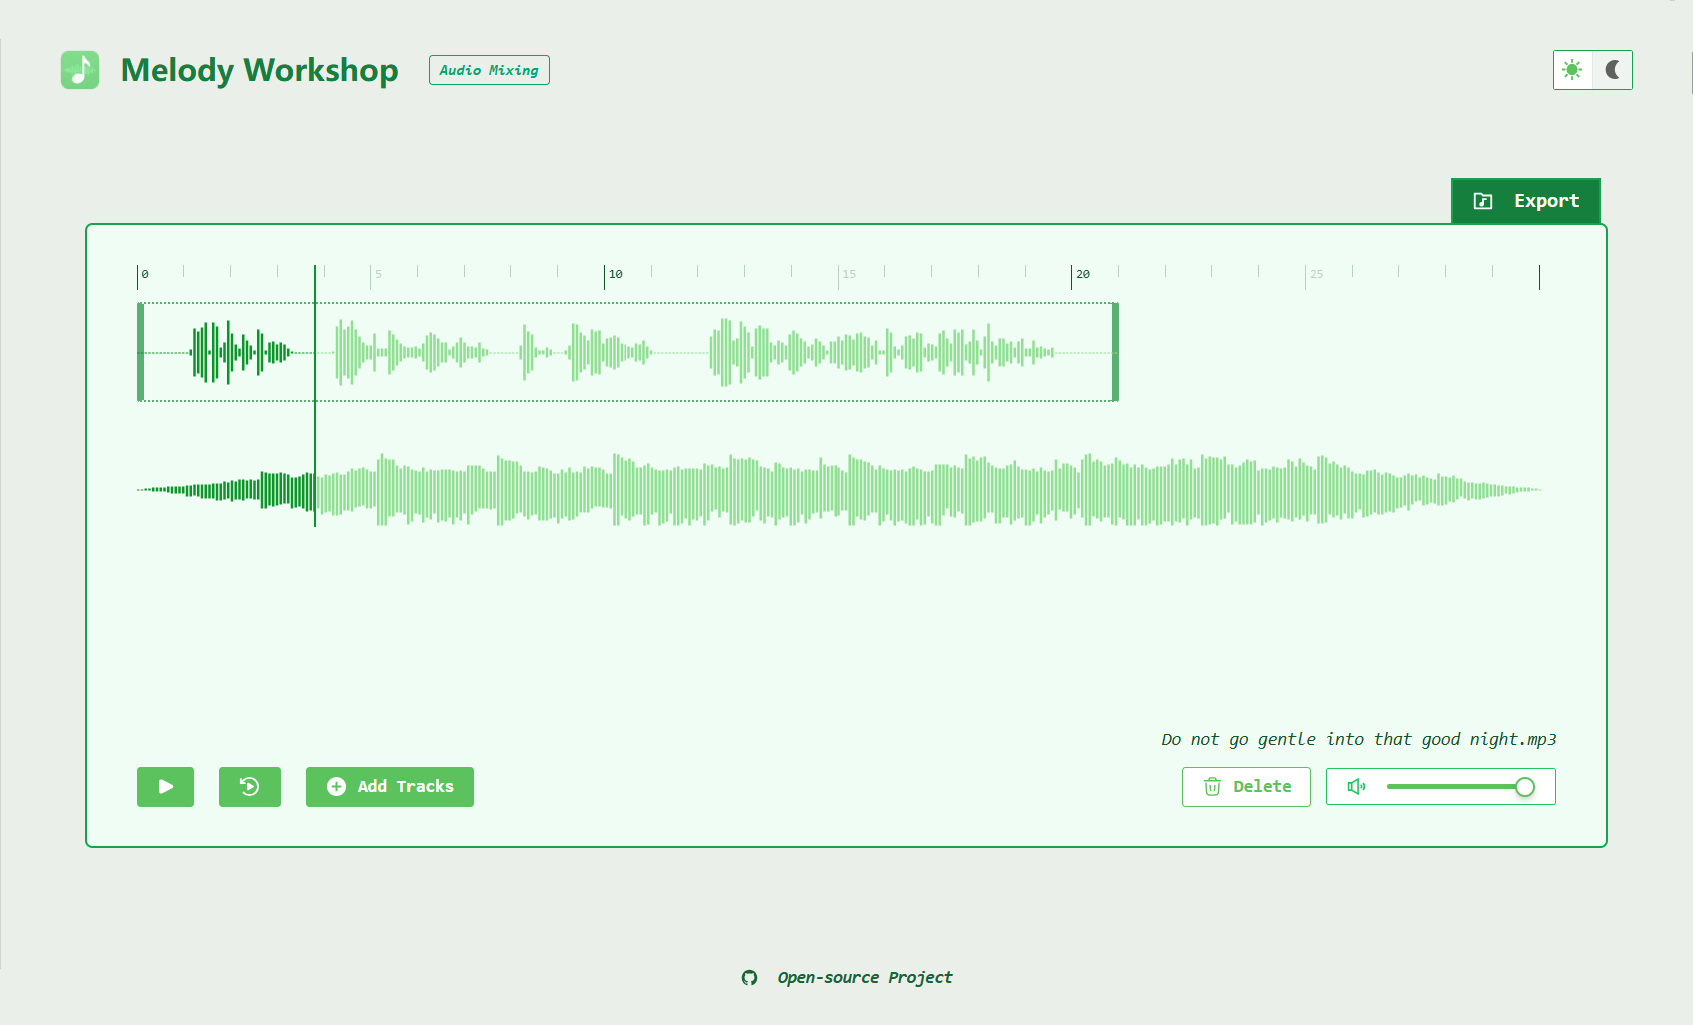 Melody Workshop
Audio Mixing
Export
0 5 10 15 20 25
Do not go gentle into that good night.mp3
Add Tracks
Delete
Open-source Project